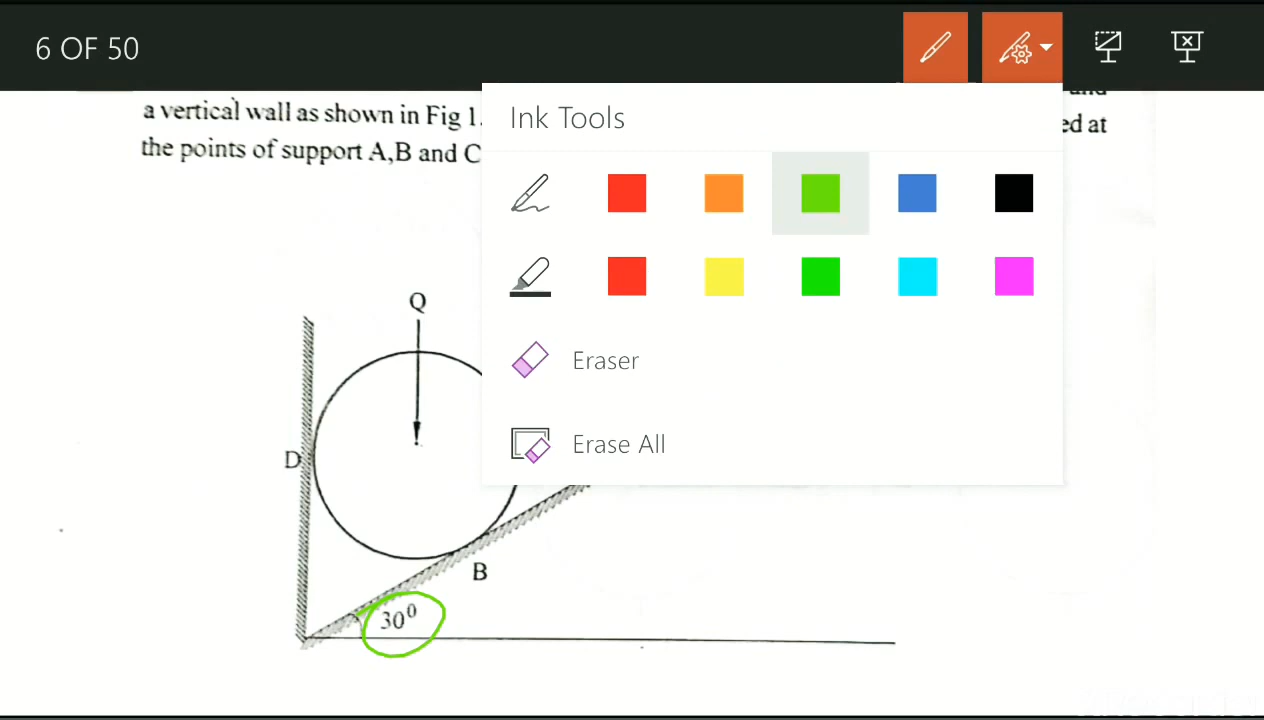 6 OF 50
a vertical wall as shown in Fig 1.
ed at
the points of support A,B and C
Ink Tools
Eraser
Erase All
Q
D
B
30⁰